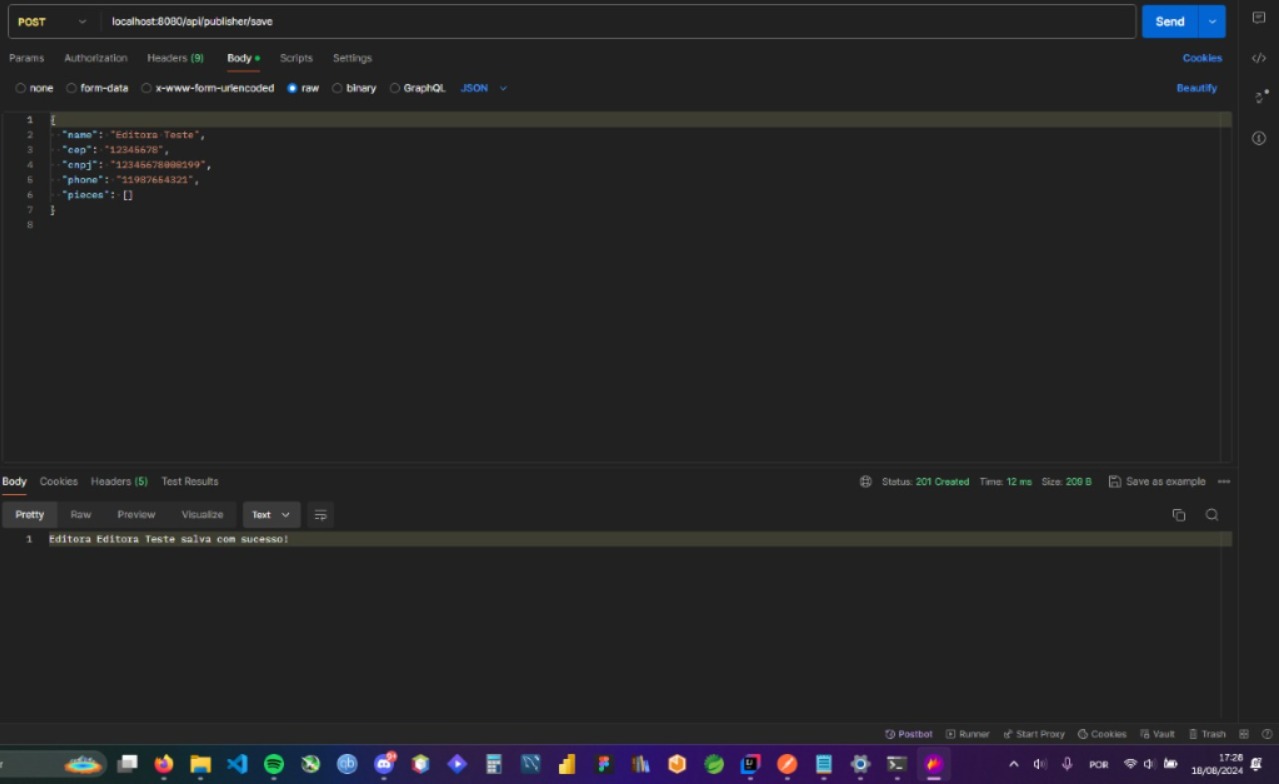 POST localhost:8080/api/publisher/save Send
Params Authorization Headers (9) Body Scripts Settings Cookies
none form-data x-www-form-urlencoded raw binary GraphQL JSON Beautify
1 {
2 "name": "Editora Teste",
3 "cep": "12345678",
4 "cnpj": "12345678000199",
5 "phone": "11987654321",
6 "pieces": []
7 }
8
Body Cookies Headers (5) Test Results Status: 201 Created Time: 12 ms Size: 209 B Save as example
Pretty Raw Preview Visualize Text
1 Editora Editora Teste salva com sucesso!
Postbot Runner Start Proxy Cookies Vault Trash
POR 17:28
18/08/2024